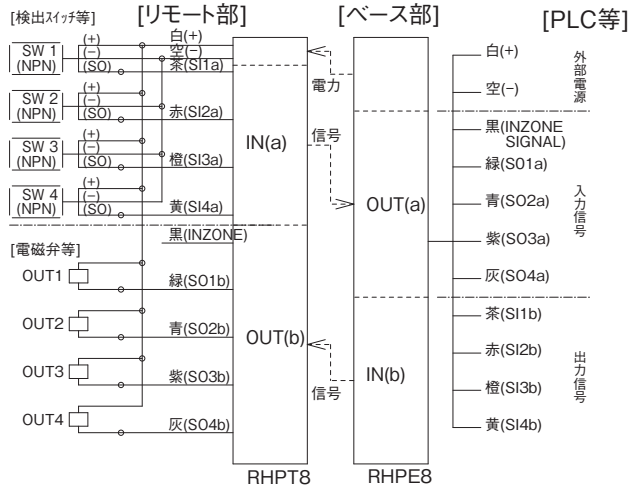 [検出スイッチ等]
[リモート部]
[ベース部]
[PLC等]
SW 1
(NPN)
(+)
(−)
(SO)
白(+)
空(−)
茶(SI1a)
SW 2
(NPN)
(+)
(−)
(SO)
赤(SI2a)
SW 3
(NPN)
(+)
(−)
(SO)
橙(SI3a)
SW 4
(NPN)
(+)
(−)
(SO)
黄(SI4a)
黒(INZONE)
[電磁弁等]
OUT1
緑(SO1b)
OUT2
青(SO2b)
OUT3
紫(SO3b)
OUT4
灰(SO4b)
IN(a)
OUT(b)
RHPT8
電力
信号
信号
OUT(a)
IN(b)
RHPE8
白(+)
空(−)
外部電源
黒(INZONE
SIGNAL)
緑(S01a)
青(SO2a)
紫(SO3a)
灰(SO4a)
入力信号
茶(SI1b)
赤(SI2b)
橙(SI3b)
黄(SI4b)
出力信号